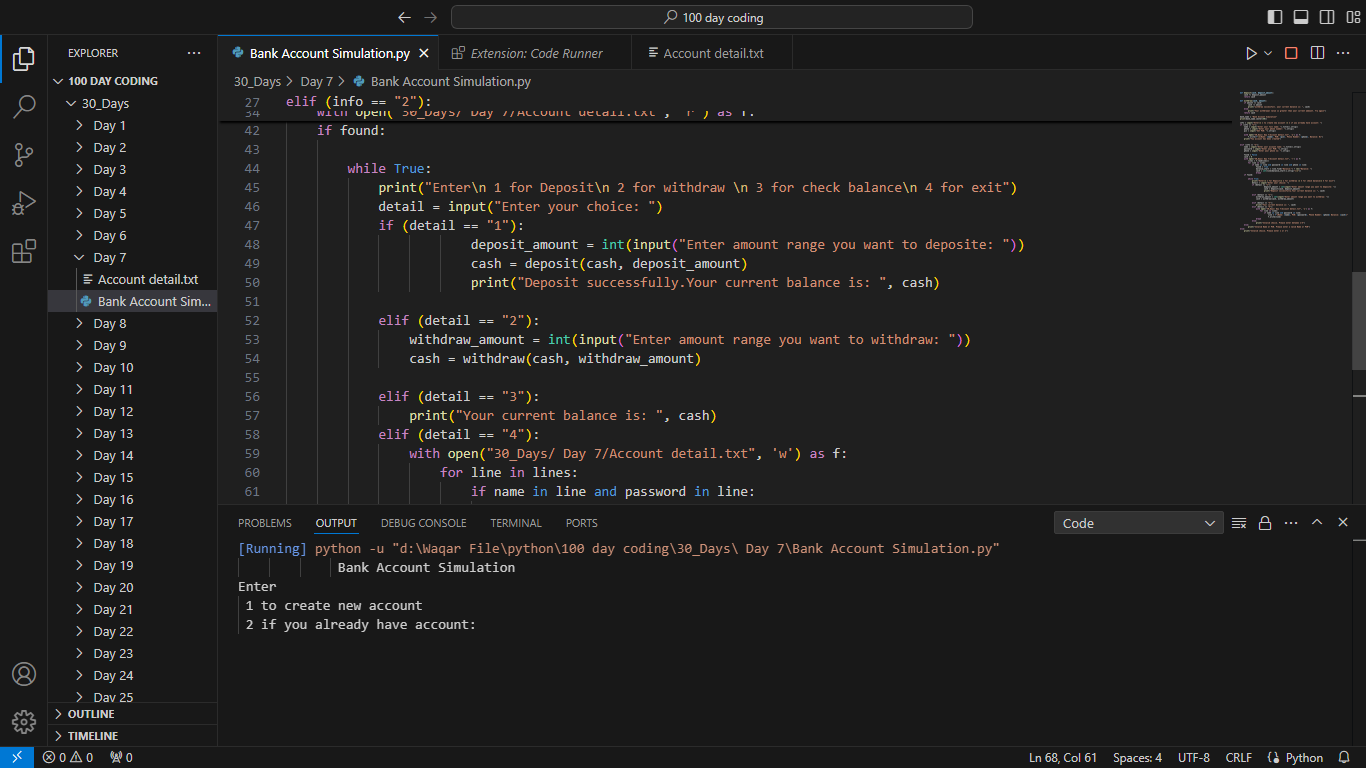 100 day coding
EXPLORER
Bank Account Simulation.py
Extension: Code Runner
Account detail.txt
100 DAY CODING
30_Days > Day 7 > Bank Account Simulation.py
30_Days
Day 1
Day 2
Day 3
Day 4
Day 5
Day 6
Day 7
Account detail.txt
Bank Account Sim...
Day 8
Day 9
Day 10
Day 11
Day 12
Day 13
Day 14
Day 15
Day 16
Day 17
Day 18
Day 19
Day 20
Day 21
Day 22
Day 23
Day 24
Day 25
OUTLINE
TIMELINE
27 elif (info == "2"):
34 with open("30_Days/ Day 7/Account detail.txt", 'r') as f:
42 if found:
43
44 while True:
45 print("Enter\n 1 for Deposit\n 2 for withdraw \n 3 for check balance\n 4 for exit")
46 detail = input("Enter your choice: ")
47 if (detail == "1"):
48 deposit_amount = int(input("Enter amount range you want to deposite: "))
49 cash = deposit(cash, deposit_amount)
50 print("Deposit successfully.Your current balance is: ", cash)
51
52 elif (detail == "2"):
53 withdraw_amount = int(input("Enter amount range you want to withdraw: "))
54 cash = withdraw(cash, withdraw_amount)
55
56 elif (detail == "3"):
57 print("Your current balance is: ", cash)
58 elif (detail == "4"):
59 with open("30_Days/ Day 7/Account detail.txt", 'w') as f:
60 for line in lines:
61 if name in line and password in line:
PROBLEMS OUTPUT DEBUG CONSOLE TERMINAL PORTS
Code
[Running] python -u "d:\Waqar File\python\100 day coding\30_Days\ Day 7\Bank Account Simulation.py"
Bank Account Simulation
Enter
1 to create new account
2 if you already have account:
0 0 0
Ln 68, Col 61 Spaces: 4 UTF-8 CRLF Python